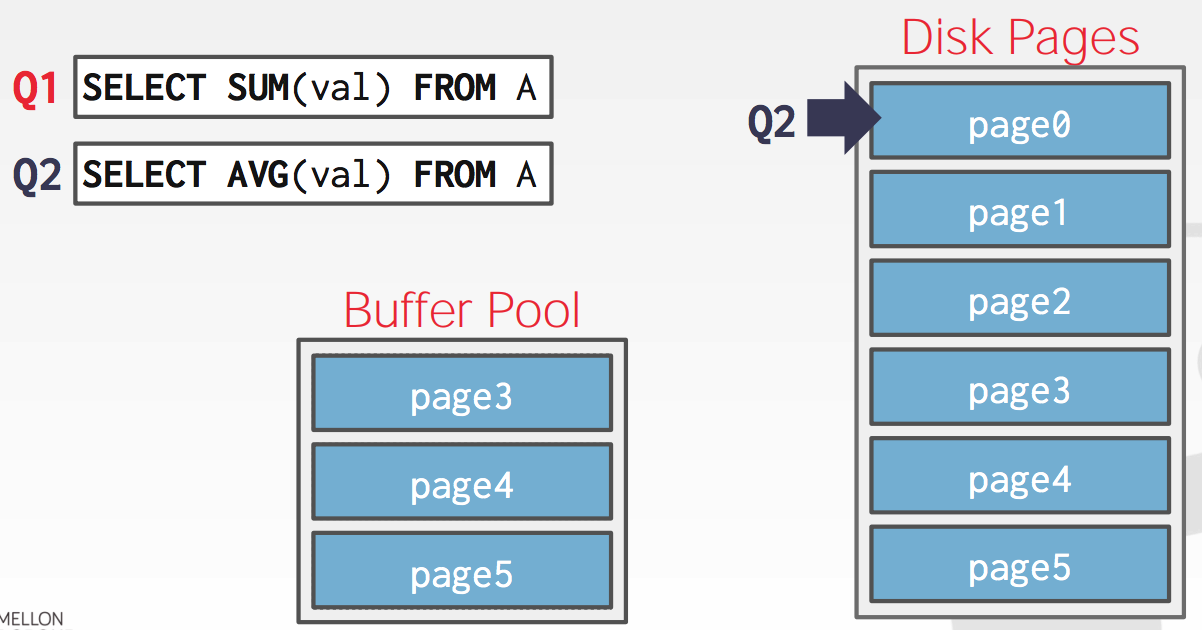 Disk Pages
Q1 SELECT SUM(val) FROM A
Q2 SELECT AVG(val) FROM A
Q2
page0
page1
page2
page3
page4
page5
Buffer Pool
page3
page4
page5
MELLON